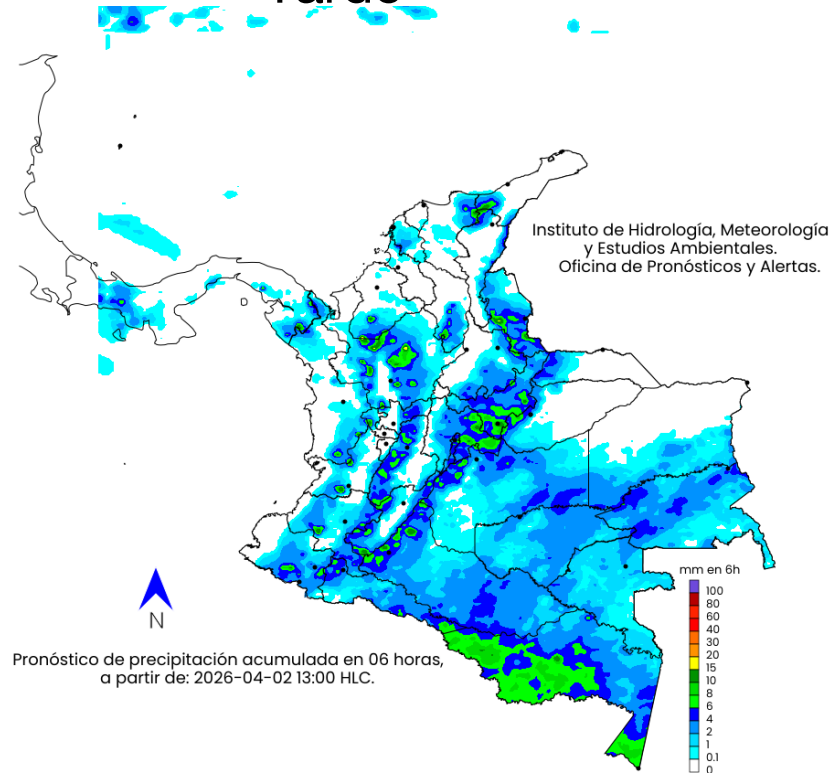 Instituto de Hidrología, Meteorología
y Estudios Ambientales.
Oficina de Pronósticos y Alertas.
mm en 6h
100
80
60
40
30
20
15
10
8
6
4
2
1
0.1
0
N
Pronóstico de precipitación acumulada en 06 horas,
a partir de: 2026-04-02 13:00 HLC.